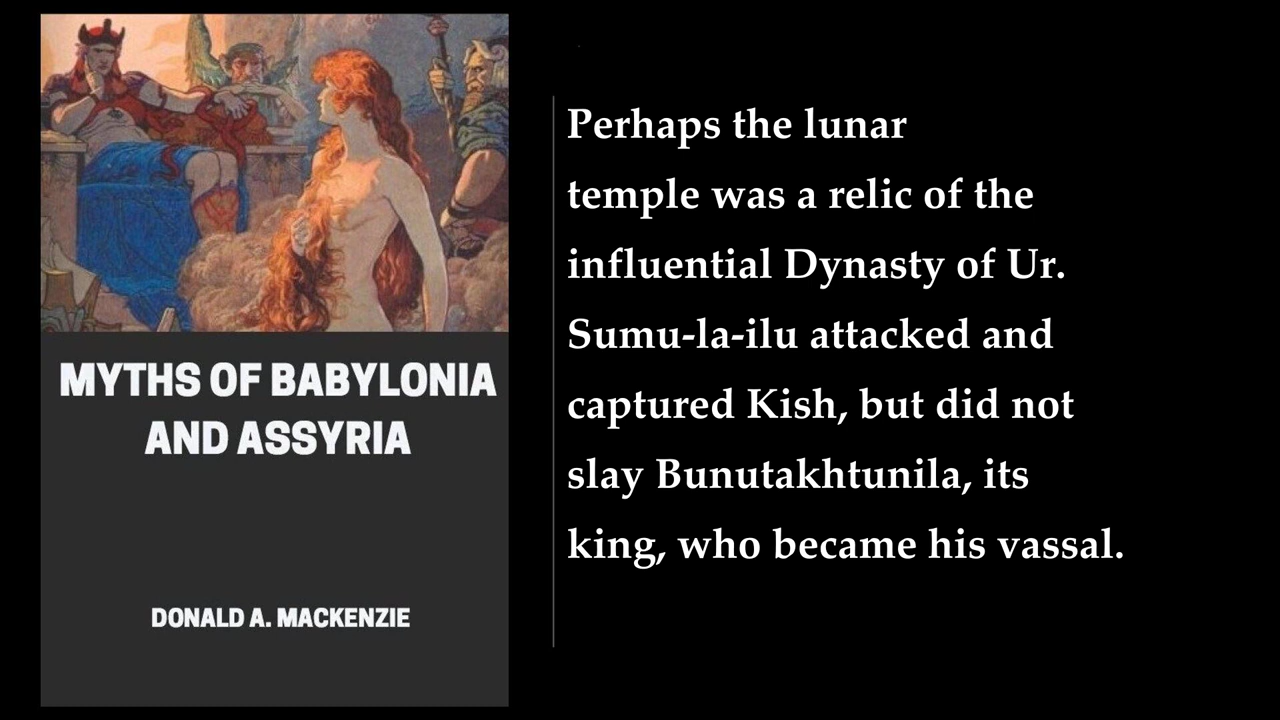 MYTHS OF BABYLONIA
AND ASSYRIA
DONALD A. MACKENZIE
Perhaps the lunar
temple was a relic of the
influential Dynasty of Ur.
Sumu-la-ilu attacked and
captured Kish, but did not
slay Bunutakhtunila, its
king, who became his vassal.